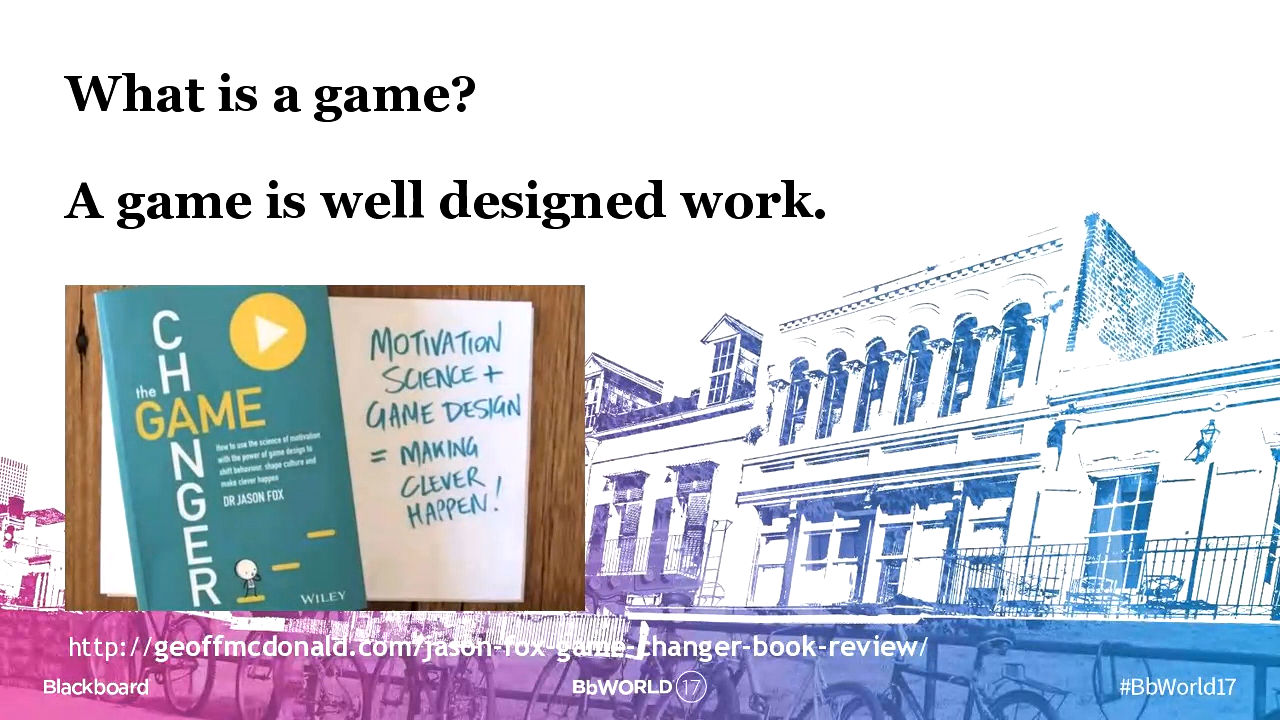 What is a game?
A game is well designed work.
CHANGER
the
GAME
How to use the science of motivation
with the power of game design to
shift behaviour, shape culture and
make clever happen
DR JASON FOX
WILEY
MOTIVATION
SCIENCE +
GAME DESIGN
= MAKING
CLEVER
HAPPEN!
http://geoffmcdonald.com/jason-fox-game-changer-book-review/
Blackboard
BbWORLD 17
#BbWorld17